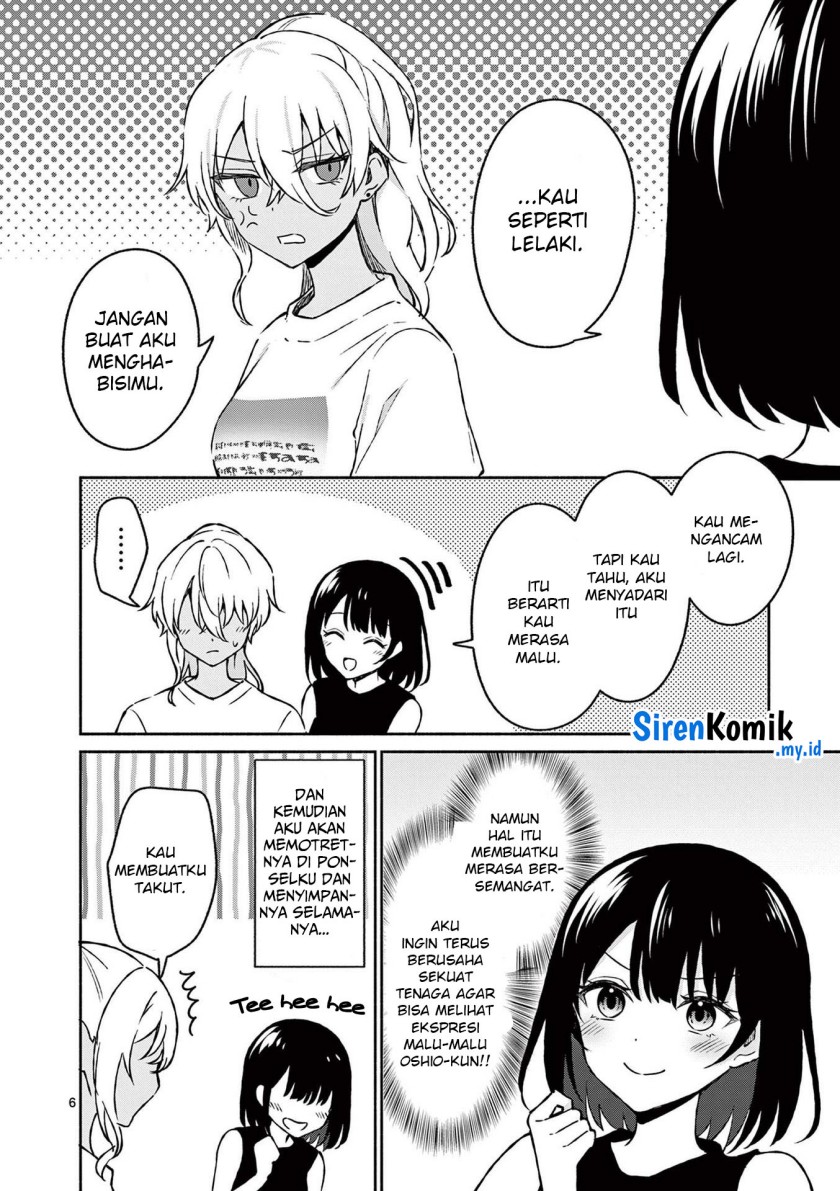 ...KAU
SEPERTI
LELAKI.
JANGAN
BUAT AKU
MENGHA-
BISIMU.
KAU ME-
NGANCAM
LAGI.
TAPI KAU
TAHU, AKU
MENYADARI
ITU
ITU
BERARTI
KAU
MERASA
MALU.
......
SirenKomik
.my.id
NAMUN
HAL ITU
MEMBUATKU
MERASA BER-
SEMANGAT.
AKU
INGIN TERUS
BERUSAHA
SEKUAT
TENAGA AGAR
BISA MELIHAT
EKSPRESI
MALU-MALU
OSHIO-KUN!!
DAN
KEMUDIAN
AKU AKAN
MEMOTRET-
NYA DI PON-
SELKU DAN
MENYIMPAN-
NYA SELAMA-
NYA...
KAU
MEMBUATKU
TAKUT.
Tee hee hee
6